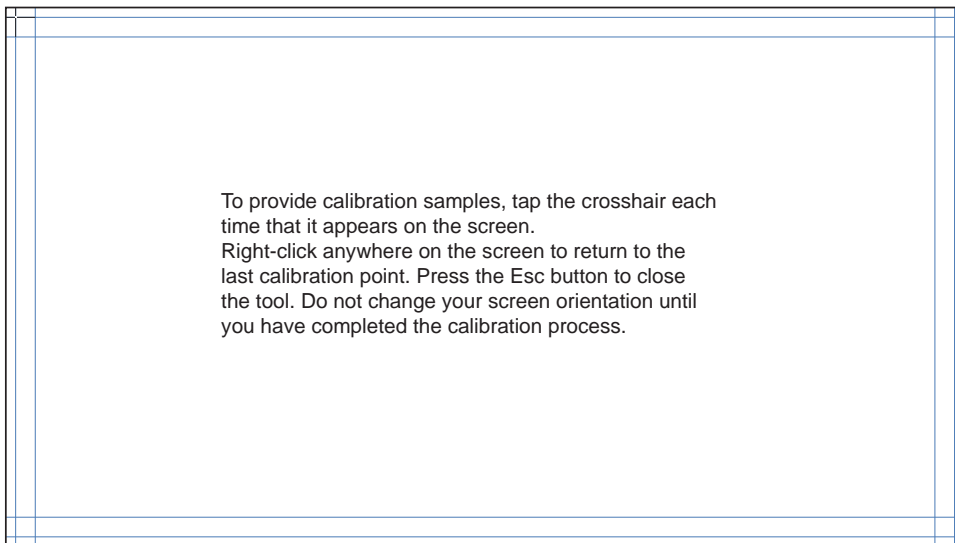 To provide calibration samples, tap the crosshair each
time that it appears on the screen.
Right-click anywhere on the screen to return to the
last calibration point. Press the Esc button to close
the tool. Do not change your screen orientation until
you have completed the calibration process.